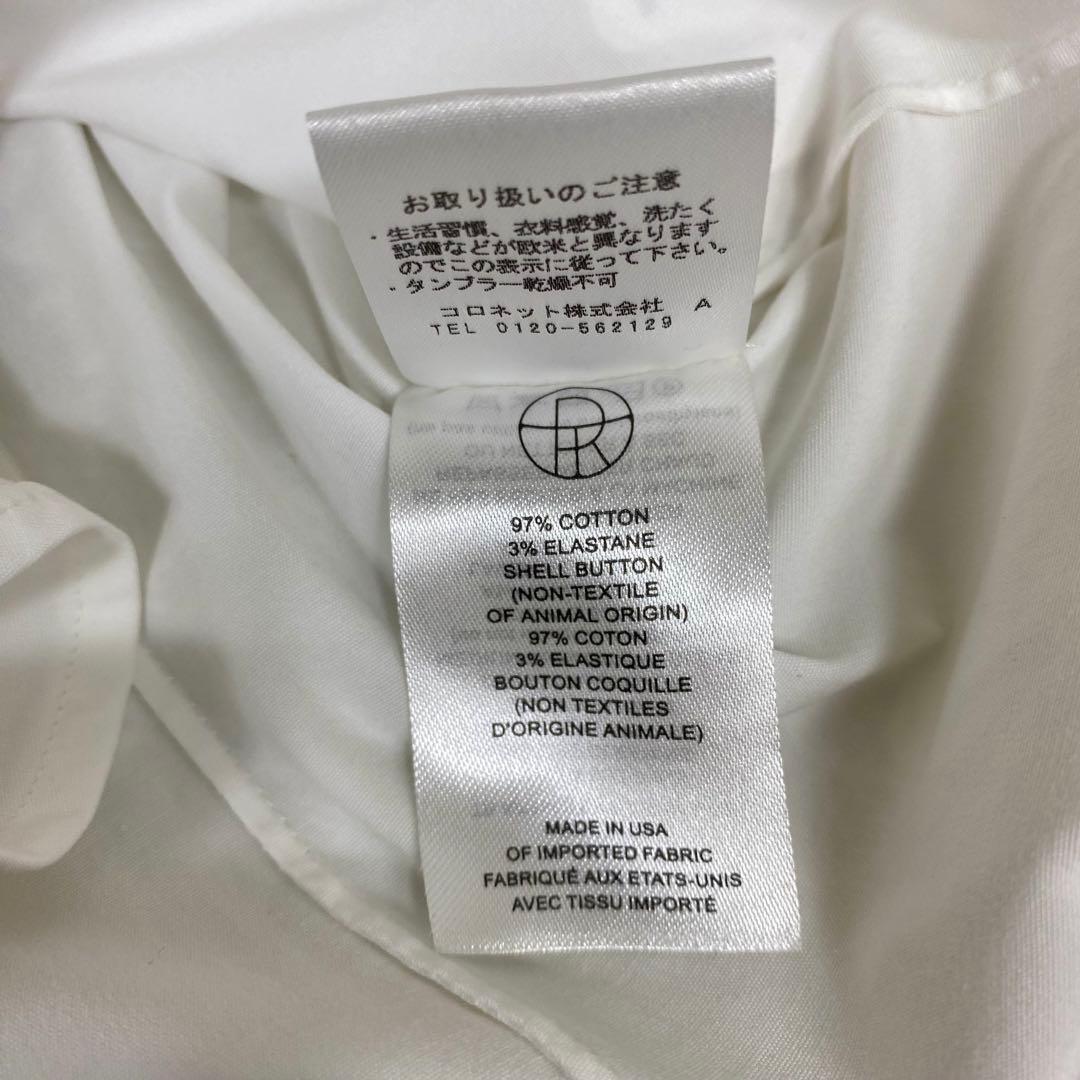 お取り扱いのご注意
・生活習慣、衣料感覚、洗たく
設備などが欧米と異なります
のでこの表示に従って下さい。
・タンブラー乾燥不可
コロネット株式会社 A
TEL 0120-562129
R
97% COTTON
3% ELASTANE
SHELL BUTTON
(NON-TEXTILE
OF ANIMAL ORIGIN)
97% COTON
3% ELASTIQUE
BOUTON COQUILLE
(NON TEXTILES
D'ORIGINE ANIMALE)
MADE IN USA
OF IMPORTED FABRIC
FABRIQUÉ AUX ETATS-UNIS
AVEC TISSU IMPORTÉ